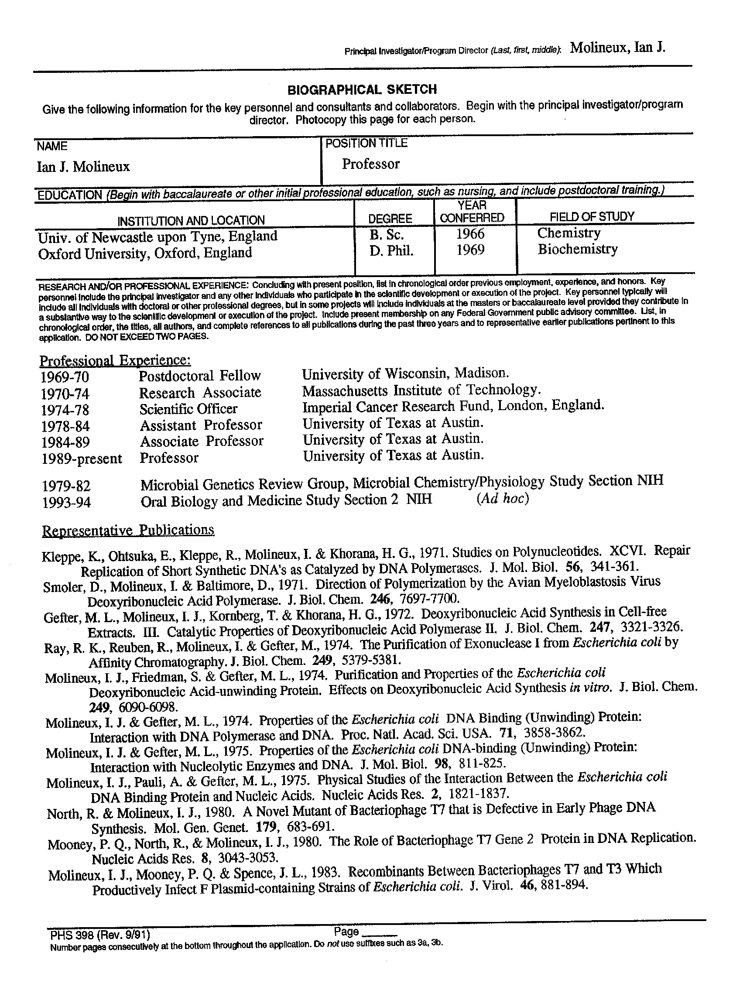 Principal Investigator/Program Director (Last, first, middle): Molineux, Ian J.
BIOGRAPHICAL SKETCH
Give the following information for the key personnel and consultants and collaborators. Begin with the principal investigator/program
director. Photocopy this page for each person.
NAME POSITION TITLE
Ian J. Molineux Professor
EDUCATION (Begin with baccalaureate or other initial professional education, such as nursing, and include postdoctoral training.)
INSTITUTION AND LOCATION DEGREE YEAR CONFERRED FIELD OF STUDY
Univ. of Newcastle upon Tyne, England B. Sc. 1966 Chemistry
Oxford University, Oxford, England D. Phil. 1969 Biochemistry
RESEARCH AND/OR PROFESSIONAL EXPERIENCE: Concluding with present position, list in chronological order previous employment, experience, and honors. Key
personnel include the principal investigator and any other individuals who participate in the scientific development or execution of the project. Key personnel typically will
include all individuals with doctoral or other professional degrees, but in some projects will include individuals at the masters or baccalaureate level provided they contribute in
a substantive way to the scientific development or execution of the project. Include present membership on any Federal Government public advisory committee. List, in
chronological order, the titles, all authors, and complete references to all publications during the past three years and to representative earlier publications pertinent to this
application. DO NOT EXCEED TWO PAGES.
Professional Experience:
1969-70 Postdoctoral Fellow University of Wisconsin, Madison.
1970-74 Research Associate Massachusetts Institute of Technology.
1974-78 Scientific Officer Imperial Cancer Research Fund, London, England.
1978-84 Assistant Professor University of Texas at Austin.
1984-89 Associate Professor University of Texas at Austin.
1989-present Professor University of Texas at Austin.
1979-82 Microbial Genetics Review Group, Microbial Chemistry/Physiology Study Section NIH
1993-94 Oral Biology and Medicine Study Section 2 NIH (Ad hoc)
Representative Publications
Kleppe, K., Ohtsuka, E., Kleppe, R., Molineux, I. & Khorana, H. G., 1971. Studies on Polynucleotides. XCVI. Repair
Replication of Short Synthetic DNA's as Catalyzed by DNA Polymerases. J. Mol. Biol. 56, 341-361.
Smoler, D., Molineux, I. & Baltimore, D., 1971. Direction of Polymerization by the Avian Myeloblastosis Virus
Deoxyribonucleic Acid Polymerase. J. Biol. Chem. 246, 7697-7700.
Gefter, M. L., Molineux, I. J., Kornberg, T. & Khorana, H. G., 1972. Deoxyribonucleic Acid Synthesis in Cell-free
Extracts. III. Catalytic Properties of Deoxyribonucleic Acid Polymerase II. J. Biol. Chem. 247, 3321-3326.
Ray, R. K., Reuben, R., Molineux, I. & Gefter, M., 1974. The Purification of Exonuclease I from Escherichia coli by
Affinity Chromatography. J. Biol. Chem. 249, 5379-5381.
Molineux, I. J., Friedman, S. & Gefter, M. L., 1974. Purification and Properties of the Escherichia coli
Deoxyribonucleic Acid-unwinding Protein. Effects on Deoxyribonucleic Acid Synthesis in vitro. J. Biol. Chem.
249, 6090-6098.
Molineux, I. J. & Gefter, M. L., 1974. Properties of the Escherichia coli DNA Binding (Unwinding) Protein:
Interaction with DNA Polymerase and DNA. Proc. Natl. Acad. Sci. USA. 71, 3858-3862.
Molineux, I. J. & Gefter, M. L., 1975. Properties of the Escherichia coli DNA-binding (Unwinding) Protein:
Interaction with Nucleolytic Enzymes and DNA. J. Mol. Biol. 98, 811-825.
Molineux, I. J., Pauli, A. & Gefter, M. L., 1975. Physical Studies of the Interaction Between the Escherichia coli
DNA Binding Protein and Nucleic Acids. Nucleic Acids Res. 2, 1821-1837.
North, R. & Molineux, I. J., 1980. A Novel Mutant of Bacteriophage T7 that is Defective in Early Phage DNA
Synthesis. Mol. Gen. Genet. 179, 683-691.
Mooney, P. Q., North, R., & Molineux, I. J., 1980. The Role of Bacteriophage T7 Gene 2 Protein in DNA Replication.
Nucleic Acids Res. 8, 3043-3053.
Molineux, I. J., Mooney, P. Q. & Spence, J. L., 1983. Recombinants Between Bacteriophages T7 and T3 Which
Productively Infect F Plasmid-containing Strains of Escherichia coli. J. Virol. 46, 881-894.
PHS 398 (Rev. 9/91) Page ______
Number pages consecutively at the bottom throughout the application. Do not use suffixes such as 3a, 3b.